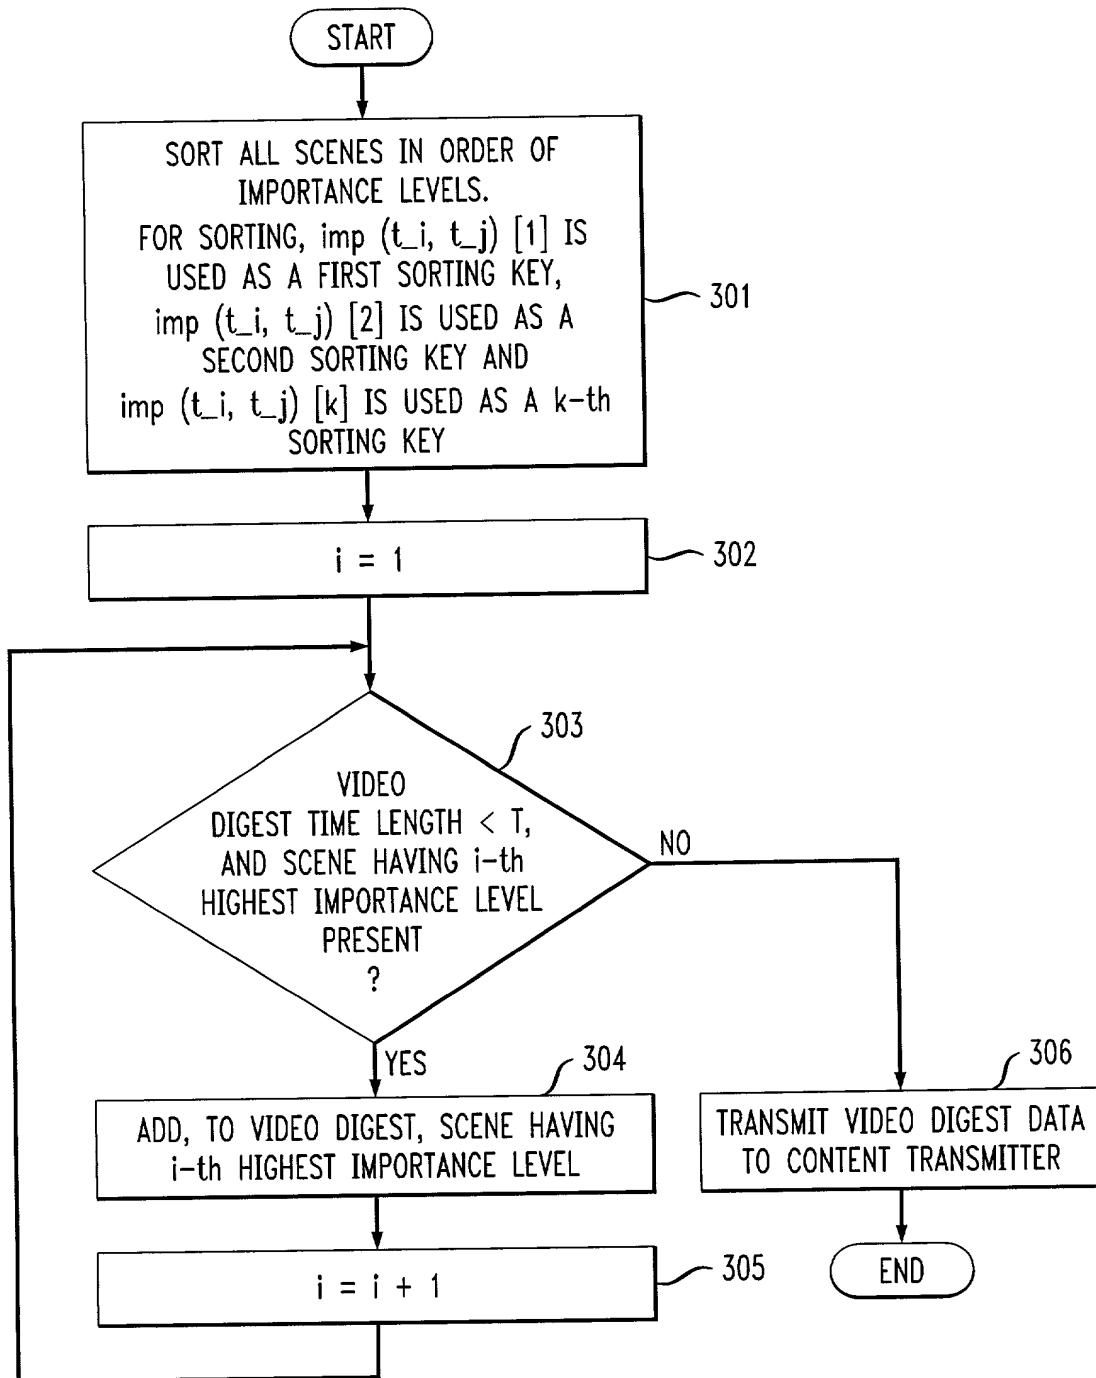 START
SORT ALL SCENES IN ORDER OF
IMPORTANCE LEVELS.
FOR SORTING, imp (t_i, t_j) [1] IS
USED AS A FIRST SORTING KEY,
imp (t_i, t_j) [2] IS USED AS A
SECOND SORTING KEY AND
imp (t_i, t_j) [k] IS USED AS A k-th
SORTING KEY
301
i = 1
302
303
VIDEO
DIGEST TIME LENGTH < T,
AND SCENE HAVING i-th
HIGHEST IMPORTANCE LEVEL
PRESENT
?
NO
YES
304
ADD, TO VIDEO DIGEST, SCENE HAVING
i-th HIGHEST IMPORTANCE LEVEL
306
TRANSMIT VIDEO DIGEST DATA
TO CONTENT TRANSMITTER
i = i + 1
305
END